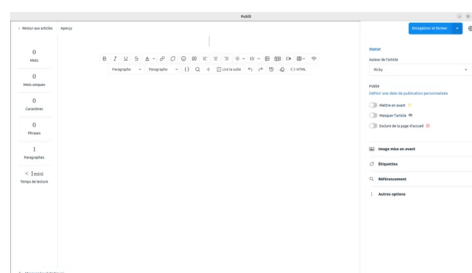 Publii
Retour aux articles
Aperçu
Enregistrer et fermer
0
Mots
0
Mots uniques
0
Caractères
0
Phrases
1
Paragraphes
< 1 mini
Temps de lecture
Paragraphe
Paragraphe
Lire la suite
HTML
Statut
Auteur de l'article
Ricky
Publié
Définir une date de publication personnalisée
Mettre en avant
Masquer l'article
Exclure de la page d'accueil
Image mise en avant
Étiquettes
Référencement
Autres options